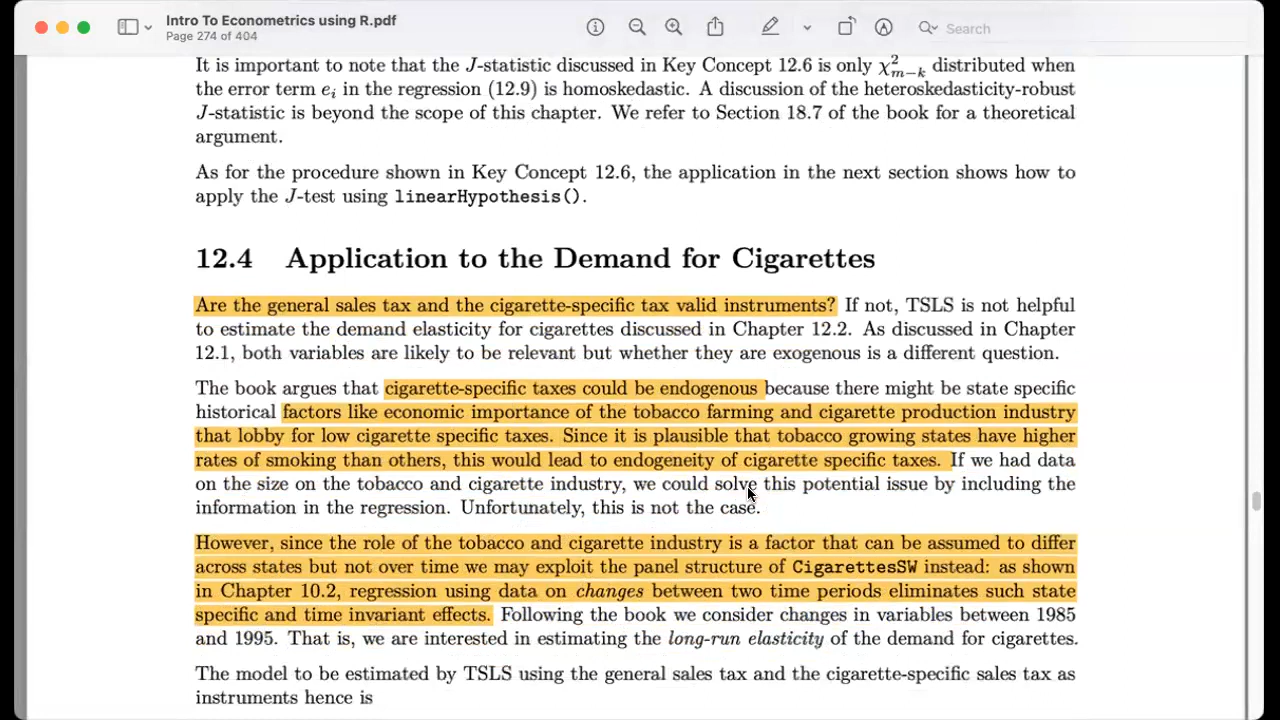 Intro To Econometrics using R.pdf
Page 274 of 404
Search
It is important to note that the J-statistic discussed in Key Concept 12.6 is only χ²ₘ₋ₖ distributed when
the error term eᵢ in the regression (12.9) is homoskedastic. A discussion of the heteroskedasticity-robust
J-statistic is beyond the scope of this chapter. We refer to Section 18.7 of the book for a theoretical
argument.
As for the procedure shown in Key Concept 12.6, the application in the next section shows how to
apply the J-test using linearHypothesis().
12.4 Application to the Demand for Cigarettes
Are the general sales tax and the cigarette-specific tax valid instruments? If not, TSLS is not helpful
to estimate the demand elasticity for cigarettes discussed in Chapter 12.2. As discussed in Chapter
12.1, both variables are likely to be relevant but whether they are exogenous is a different question.
The book argues that cigarette-specific taxes could be endogenous because there might be state specific
historical factors like economic importance of the tobacco farming and cigarette production industry
that lobby for low cigarette specific taxes. Since it is plausible that tobacco growing states have higher
rates of smoking than others, this would lead to endogeneity of cigarette specific taxes. If we had data
on the size on the tobacco and cigarette industry, we could solve this potential issue by including the
information in the regression. Unfortunately, this is not the case.
However, since the role of the tobacco and cigarette industry is a factor that can be assumed to differ
across states but not over time we may exploit the panel structure of CigarettesSW instead: as shown
in Chapter 10.2, regression using data on changes between two time periods eliminates such state
specific and time invariant effects. Following the book we consider changes in variables between 1985
and 1995. That is, we are interested in estimating the long-run elasticity of the demand for cigarettes.
The model to be estimated by TSLS using the general sales tax and the cigarette-specific sales tax as
instruments hence is